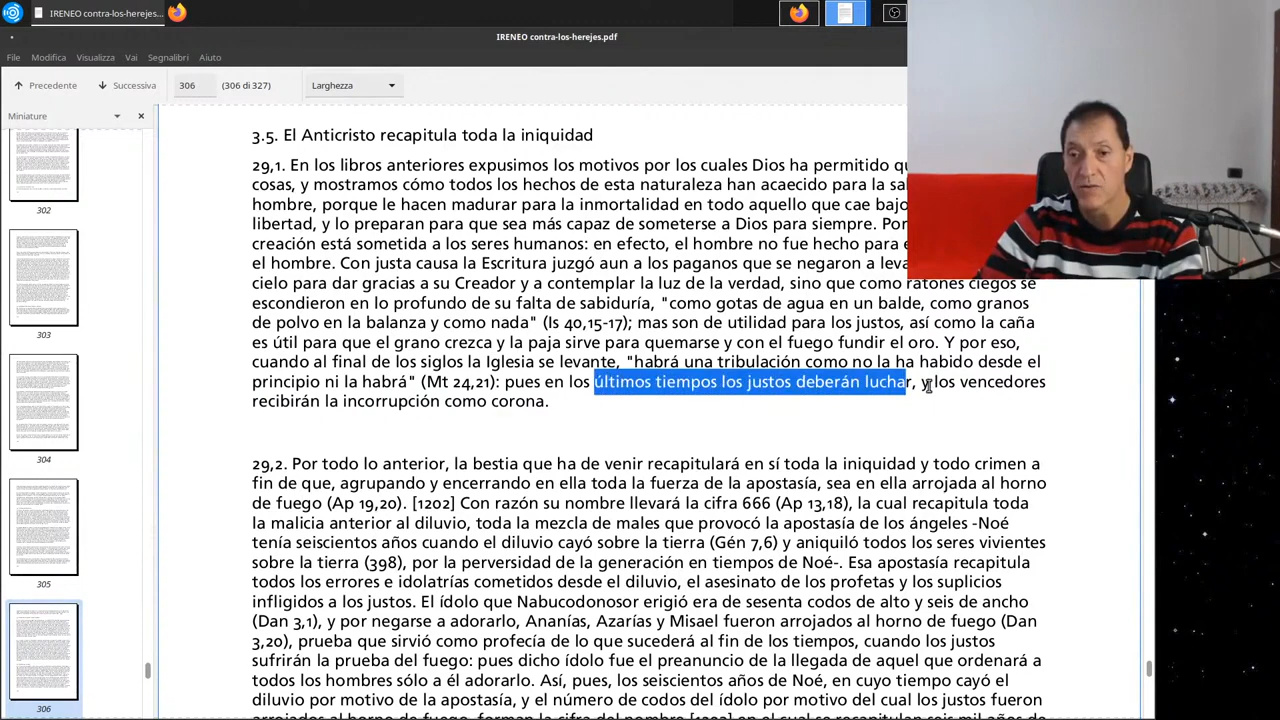 IRENEO contra-los-herejes...
IRENEO contra-los-herejes.pdf
File Modifica Visualizza Vai Segnalibri Aiuto
Precedente Successiva 306 (306 di 327) Larghezza
Miniature
302
303
304
305
306
3.5. El Anticristo recapitula toda la iniquidad
29,1. En los libros anteriores expusimos los motivos por los cuales Dios ha permitido
cosas, y mostramos cómo todos los hechos de esta naturaleza han acaecido para la
hombre, porque le hacen madurar para la inmortalidad en todo aquello que cae bajo
libertad, y lo preparan para que sea más capaz de someterse a Dios para siempre.
creación está sometida a los seres humanos: en efecto, el hombre no fue hecho para
el hombre. Con justa causa la Escritura juzgó aun a los paganos que se negaron a
cielo para dar gracias a su Creador y a contemplar la luz de la verdad, sino que como ratones ciegos se
escondieron en lo profundo de su falta de sabiduría, "como gotas de agua en un balde, como granos
de polvo en la balanza y como nada" (Is 40,15-17); mas son de utilidad para los justos, así como la caña
es útil para que el grano crezca y la paja sirve para quemarse y con el fuego fundir el oro. Y por eso,
cuando al final de los siglos la Iglesia se levante, "habrá una tribulación como no la ha habido desde el
principio ni la habrá" (Mt 24,21): pues en los últimos tiempos los justos deberán luchar, y los vencedores
recibirán la incorrupción como corona.
29,2. Por todo lo anterior, la bestia que ha de venir recapitulará en sí toda la iniquidad y todo crimen a
fin de que, agrupando y encerrando en ella toda la fuerza de la apostasía, sea en ella arrojada al horno
de fuego (Ap 19,20). [1202] Con razón su nombre llevará la cifra 666 (Ap 13,18), la cual recapitula toda
la malicia anterior al diluvio, toda la mezcla de males que provocó la apostasía de los ángeles -Noé
tenía seiscientos años cuando el diluvio cayó sobre la tierra (Gén 7,6) y aniquiló todos los seres vivientes
sobre la tierra (398), por la perversidad de la generación en tiempos de Noé-. Esa apostasía recapitula
todos los errores e idolatrías cometidos desde el diluvio, el asesinato de los profetas y los suplicios
infligidos a los justos. El ídolo que Nabucodonosor erigió era de sesenta codos de alto y seis de ancho
(Dan 3,1), y por negarse a adorarlo, Ananías, Azarías y Misael fueron arrojados al horno de fuego (Dan
3,20), prueba que sirvió como profecía de lo que sucederá al fin de los tiempos, cuando los justos
sufrirán la prueba del fuego: pues dicho ídolo fue el preanuncio de la llegada de aquel que ordenará a
todos los hombres sólo a él adorarlo. Así, pues, los seiscientos años de Noé, en cuyo tiempo cayó el
diluvio por motivo de la apostasía, y el número de codos del ídolo por motivo del cual los justos fueron
arrojados al horno de fuego, forman la cifra del nombre